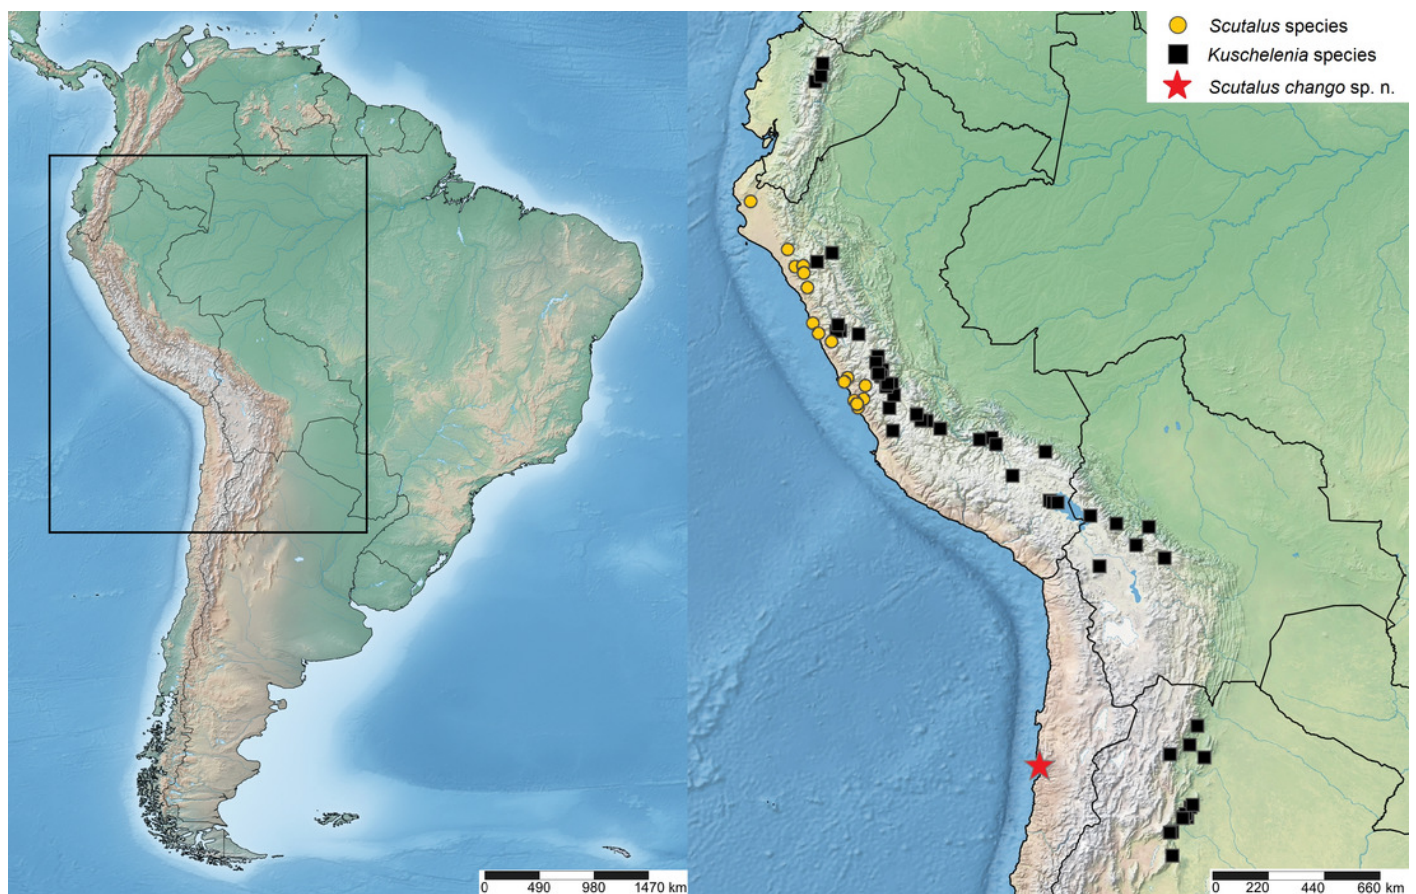 Scutalus species
Kuschelenia species
Scutalus chango sp. n.
0 490 980 1470 km
0 220 440 660 km